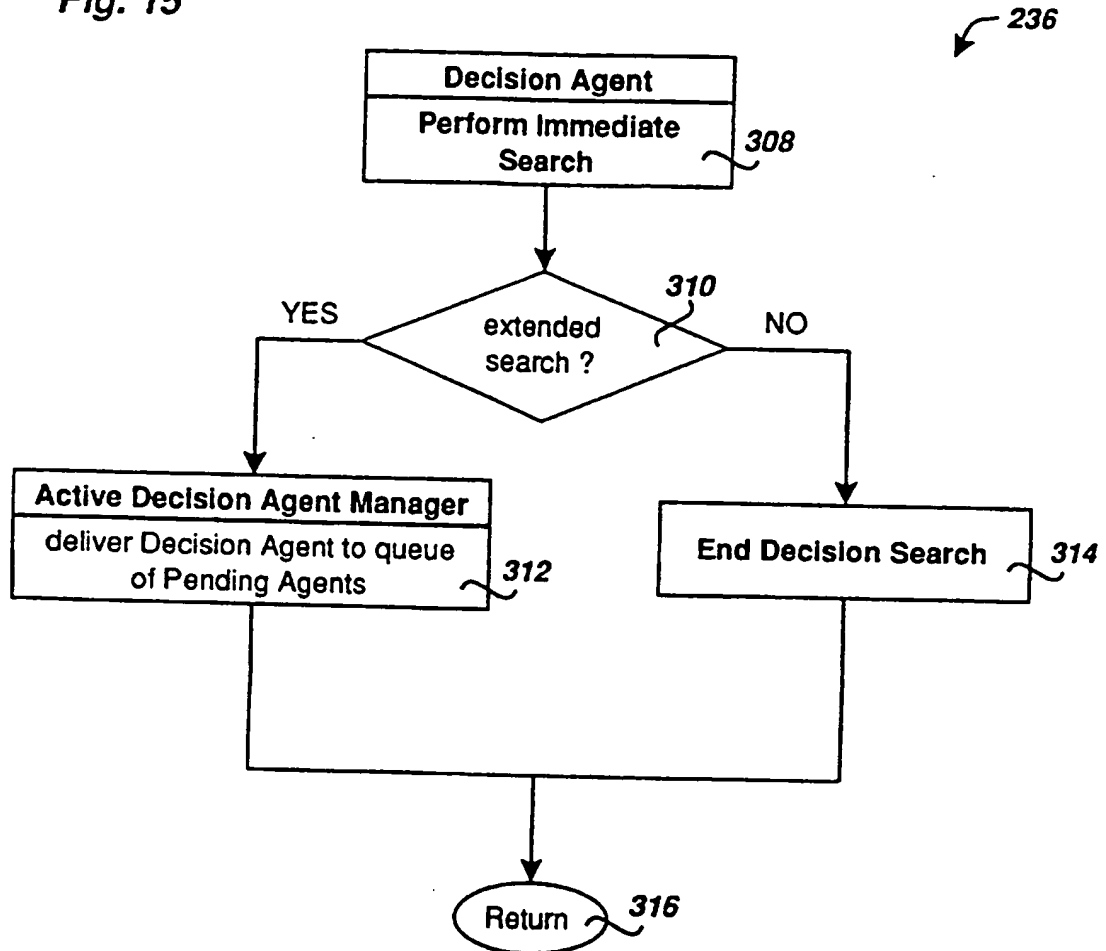 Fig. 15
236
Decision Agent
Perform Immediate
Search
308
310
YES
extended
search ?
NO
Active Decision Agent Manager
deliver Decision Agent to queue
of Pending Agents
312
End Decision Search
314
Return
316